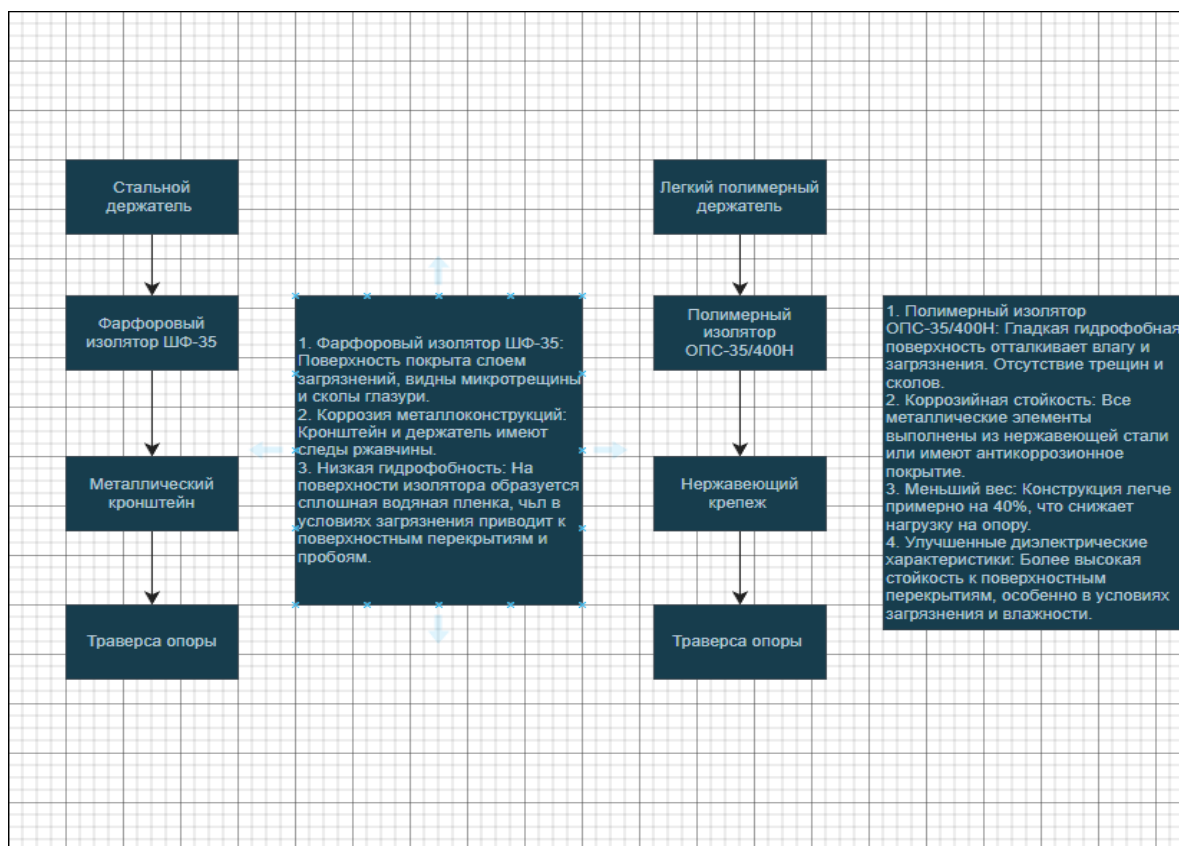 Стальной
держатель
Фарфоровый
изолятор ШФ-35
Металлический
кронштейн
Траверса опоры
1. Фарфоровый изолятор ШФ-35:
Поверхность покрыта слоем
загрязнений, видны микротрещины
и сколы глазури.
2. Коррозия металлоконструкций:
Кронштейн и держатель имеют
следы ржавчины.
3. Низкая гидрофобность: На
поверхности изолятора образуется
сплошная водяная пленка, чьл в
условиях загрязнения приводит к
поверхностным перекрытиям и
пробоям.
Легкий полимерный
держатель
Полимерный
изолятор
ОПС-35/400Н
Нержавеющий
крепеж
Траверса опоры
1. Полимерный изолятор
ОПС-35/400Н: Гладкая гидрофобная
поверхность отталкивает влагу и
загрязнения. Отсутствие трещин и
сколов.
2. Коррозийная стойкость: Все
металлические элементы
выполнены из нержавеющей стали
или имеют антикоррозионное
покрытие.
3. Меньший вес: Конструкция легче
примерно на 40%, что снижает
нагрузку на опору.
4. Улучшенные диэлектрические
характеристики: Более высокая
стойкость к поверхностным
перекрытиям, особенно в условиях
загрязнения и влажности.